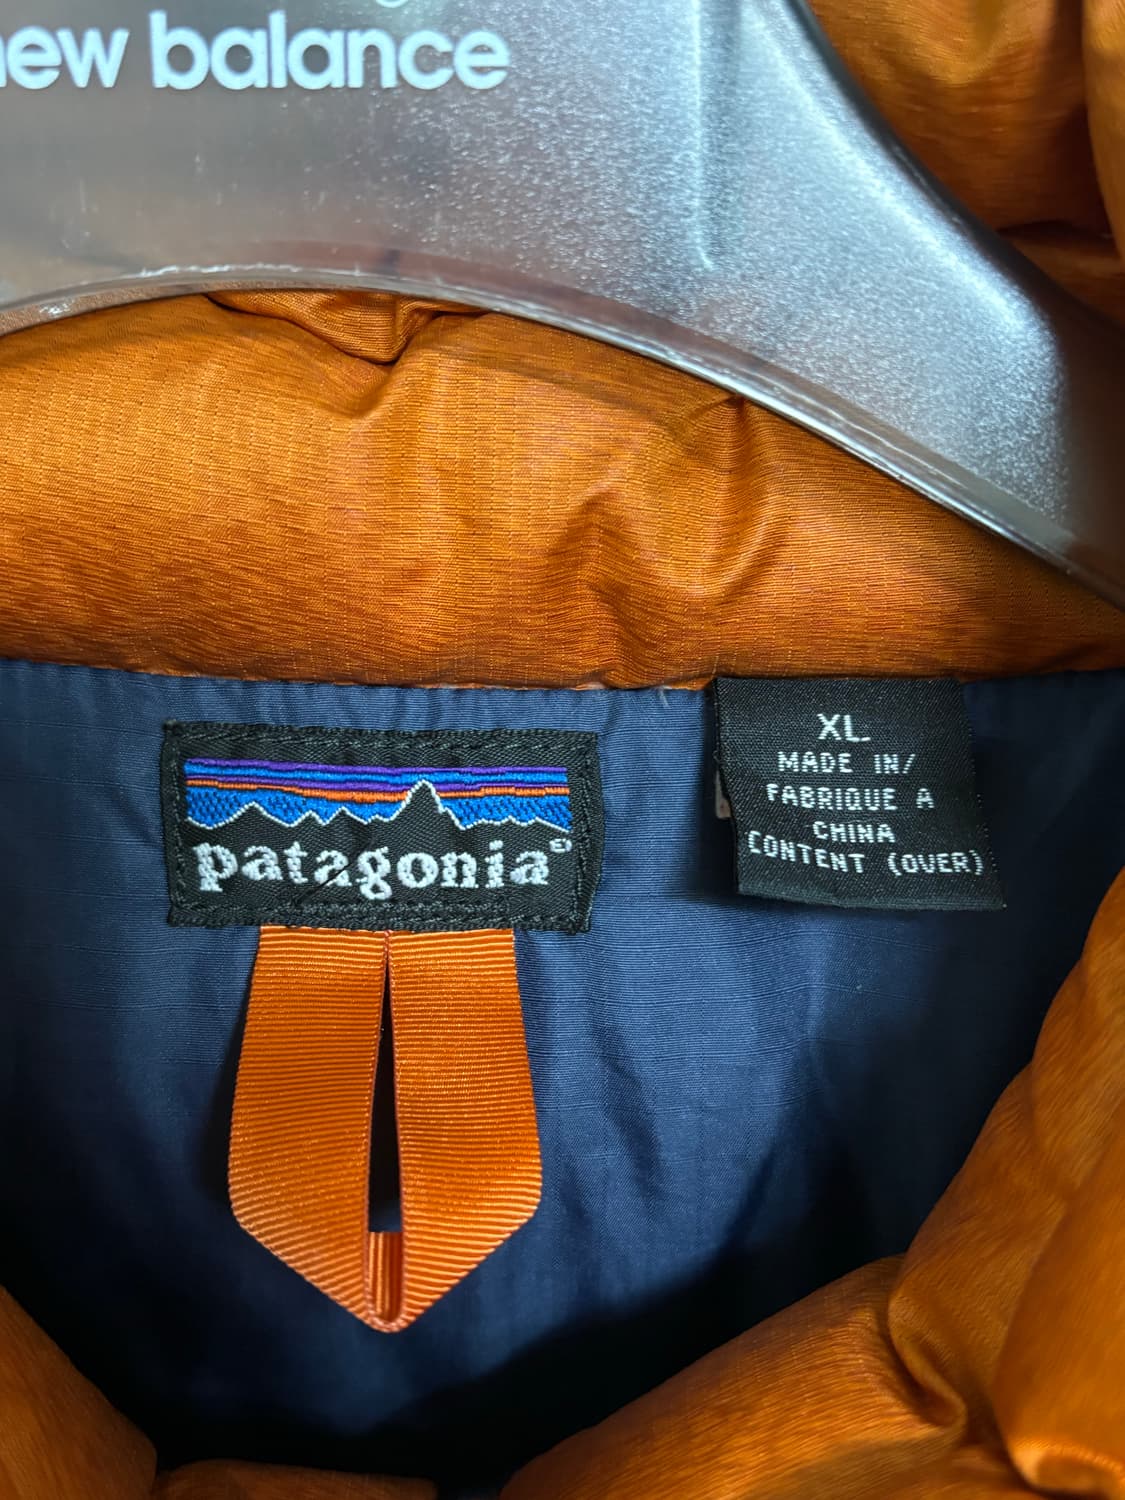 new balance
patagonia®
XL
MADE IN/
FABRIQUE A
CHINA
CONTENT (OVER)